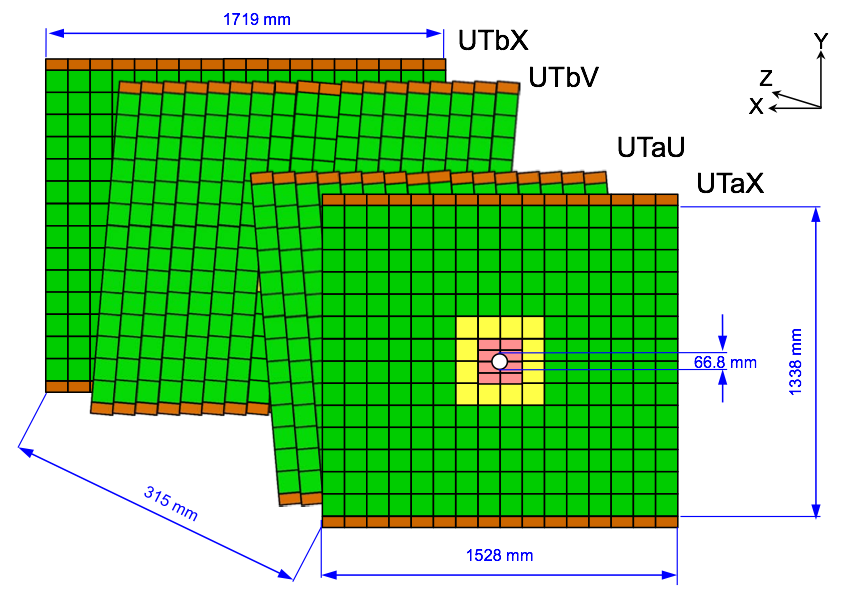 1719 mm
UTbX
UTbV
Y
Z
X
UTaU
UTaX
66.8 mm
1338 mm
315 mm
1528 mm